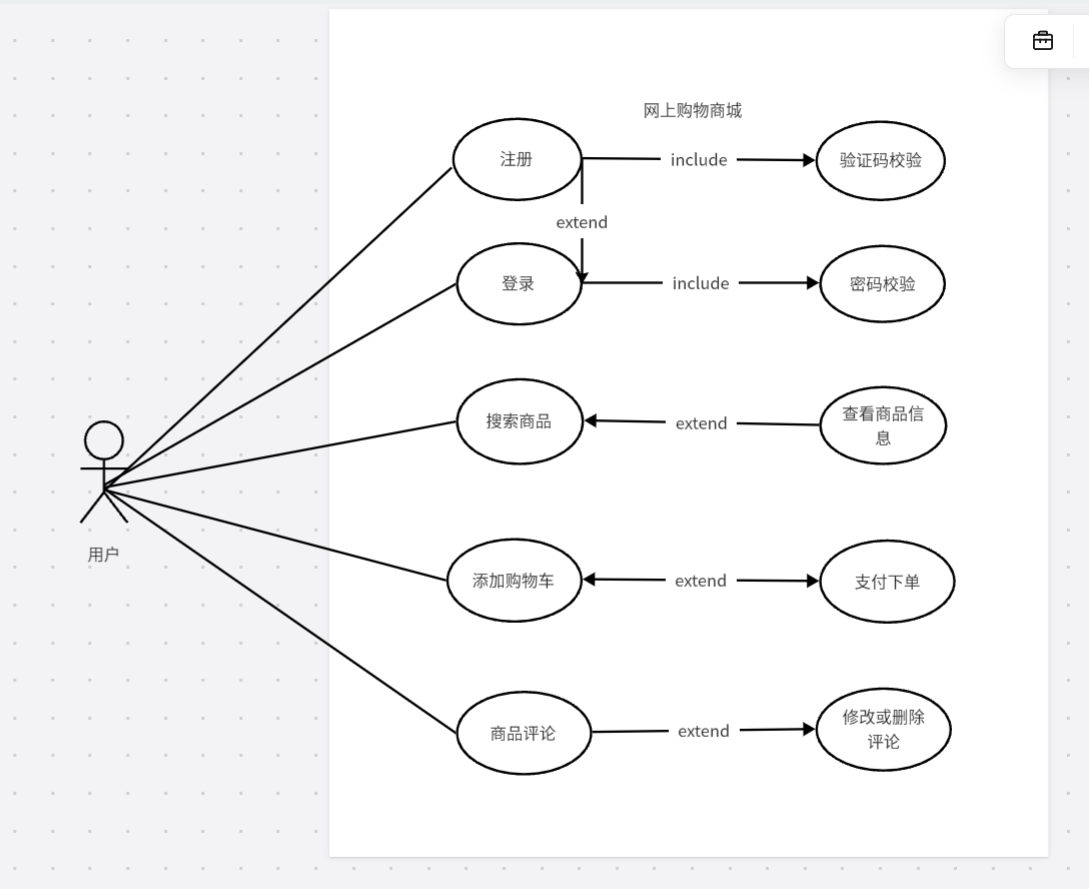 网上购物商城
注册
include
验证码校验
extend
登录
include
密码校验
搜索商品
extend
查看商品信
息
用户
添加购物车
extend
支付下单
商品评论
extend
修改或删除
评论